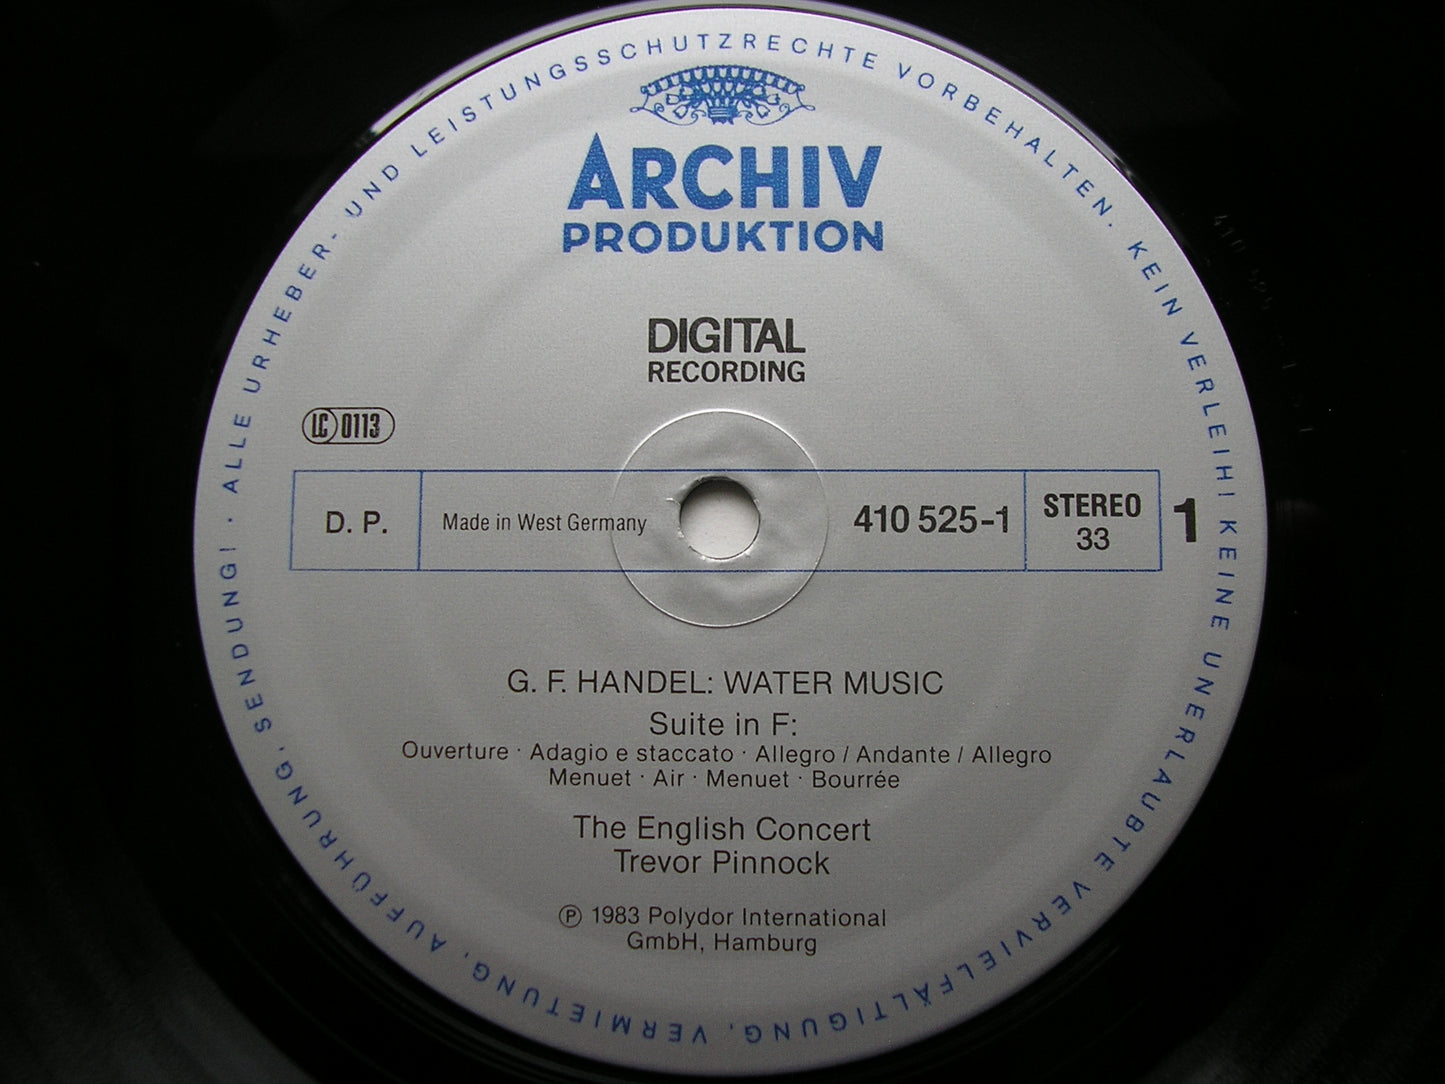 ALLE URHEBER- UND LEISTUNGSSCHUTZRECHTE VORBEHALTEN. KEIN VERLEIH! KEINE UNERLAUBTE VERVIELFÄLTIGUNG, VERMIETUNG, AUFFÜHRUNG, SENDUNG! ·
ARCHIV
PRODUKTION
DIGITAL
RECORDING
LC 0113
D. P.
Made in West Germany
410 525-1
STEREO
33
1
G. F. HANDEL: WATER MUSIC
Suite in F:
Ouverture · Adagio e staccato · Allegro / Andante / Allegro
Menuet · Air · Menuet · Bourrée
The English Concert
Trevor Pinnock
Ⓟ 1983 Polydor International
GmbH, Hamburg